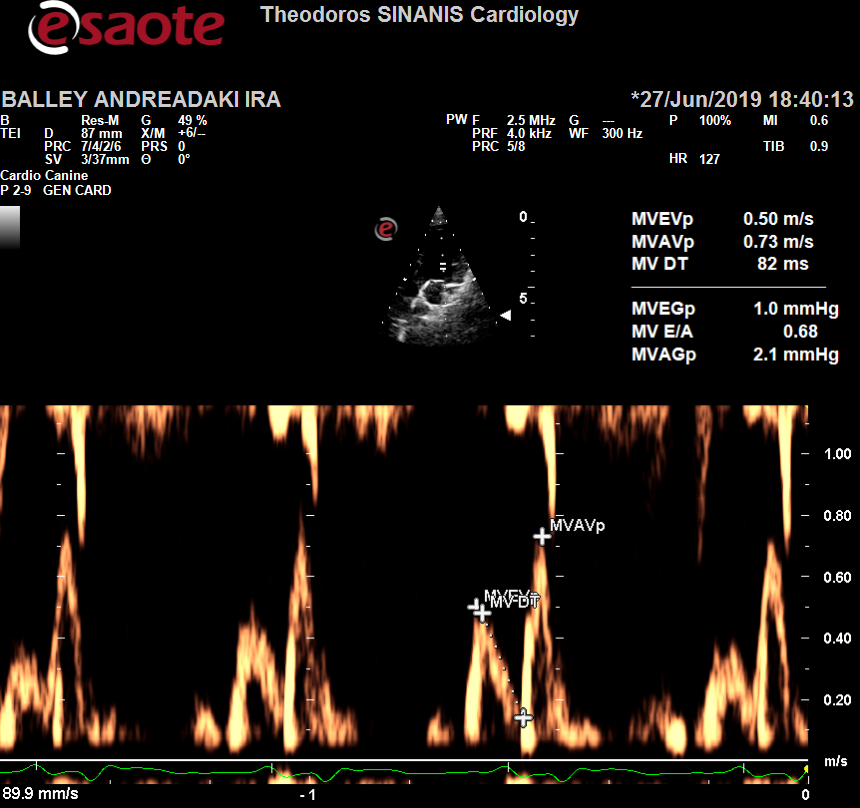 esaote
Theodoros SINANIS Cardiology
BALLEY ANDREADAKI IRA
*27/Jun/2019 18:40:13
B Res-M G 49 %
TEI D 87 mm X/M +6/--
PRC 7/4/2/6 PRS 0
SV 3/37mm Θ 0°
Cardio Canine
P 2-9 GEN CARD
PW F 2.5 MHz G ---
PRF 4.0 kHz WF 300 Hz
PRC 5/8
P 100% MI 0.6
TIB 0.9
HR 127
0
5
MVEVp 0.50 m/s
MVAVp 0.73 m/s
MV DT 82 ms
MVEGp 1.0 mmHg
MV E/A 0.68
MVAGp 2.1 mmHg
1.00
0.80
MVAVp
0.60
MVEVp
MV DT
0.40
0.20
m/s
89.9 mm/s
-1
0